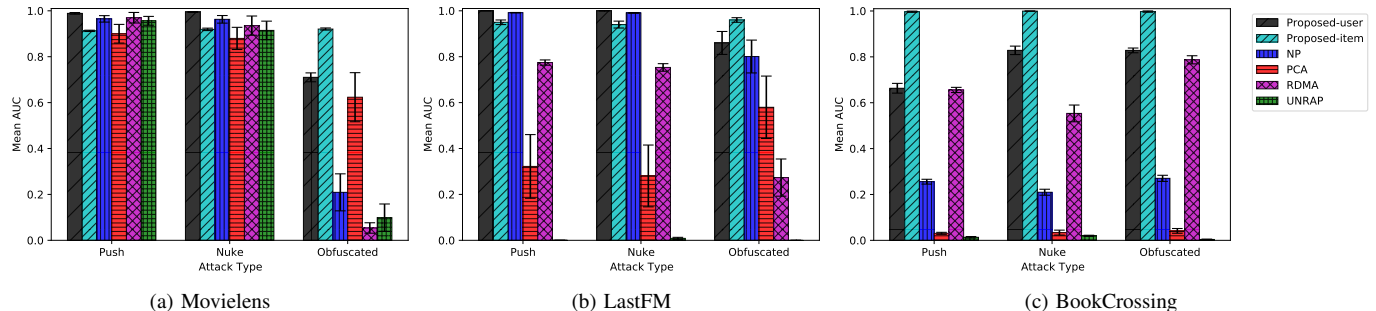 1.0
0.8
0.6
0.4
0.2
0.0
Mean AUC
Push
Nuke
Obfuscated
Attack Type
(a) Movielens
1.0
0.8
0.6
0.4
0.2
0.0
Mean AUC
Push
Nuke
Obfuscated
Attack Type
(b) LastFM
1.0
0.8
0.6
0.4
0.2
0.0
Mean AUC
Push
Nuke
Obfuscated
Attack Type
(c) BookCrossing
Proposed-user
Proposed-item
NP
PCA
RDMA
UNRAP